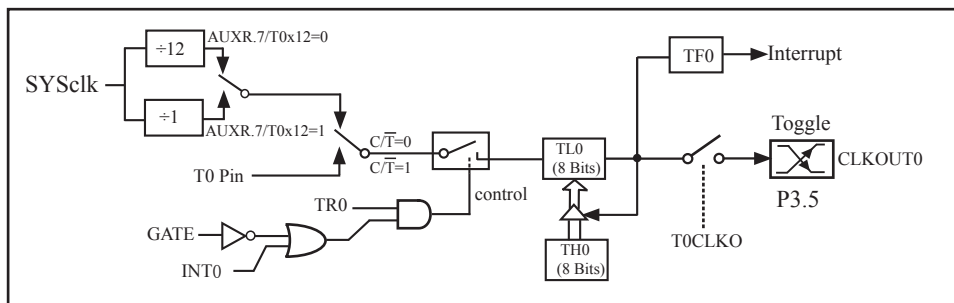 AUXR.7/T0x12=0
÷12
SYSclk
÷1
AUXR.7/T0x12=1
T0 Pin
C/T̅=0
C/T̅=1
TR0
GATE
INT0
control
TL0
(8 Bits)
TH0
(8 Bits)
TF0
Interrupt
Toggle
CLKOUT0
P3.5
T0CLKO